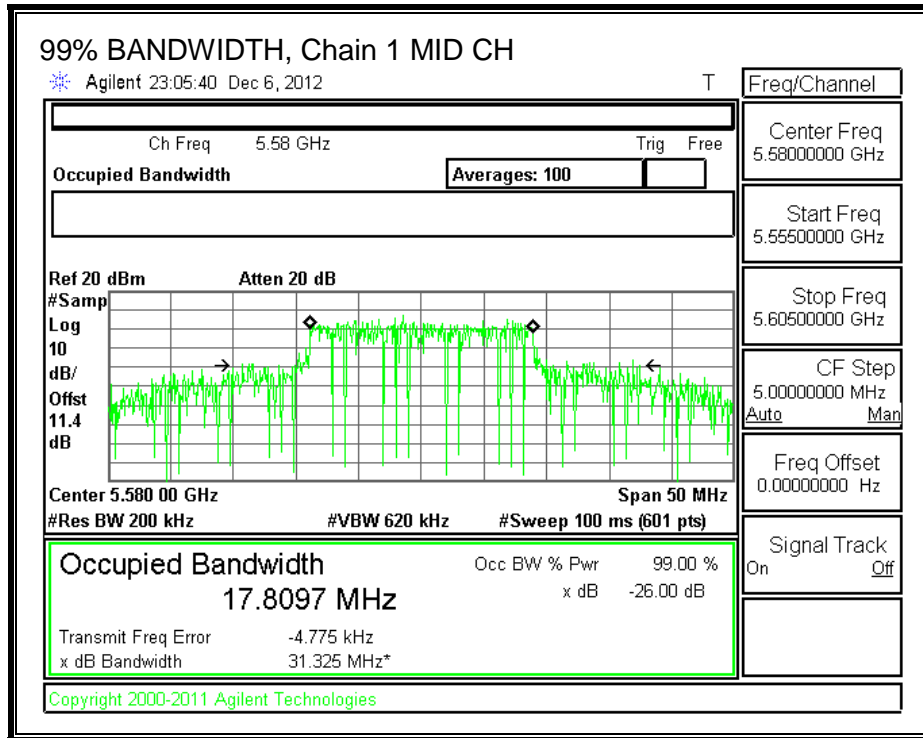 99% BANDWIDTH, Chain 1 MID CH
Agilent 23:05:40 Dec 6, 2012 T
Freq/Channel
Ch Freq 5.58 GHz Trig Free
Occupied Bandwidth Averages: 100
Center Freq
5.58000000 GHz
Start Freq
5.55500000 GHz
Stop Freq
5.60500000 GHz
CF Step
5.00000000 MHz
Auto Man
Freq Offset
0.00000000 Hz
Signal Track
On Off
Ref 20 dBm Atten 20 dB
#Samp
Log
10
dB/
Offst
11.4
dB
Center 5.580 00 GHz Span 50 MHz
#Res BW 200 kHz #VBW 620 kHz #Sweep 100 ms (601 pts)
Occupied Bandwidth Occ BW % Pwr 99.00 %
17.8097 MHz x dB -26.00 dB
Transmit Freq Error -4.775 kHz
x dB Bandwidth 31.325 MHz*
Copyright 2000-2011 Agilent Technologies